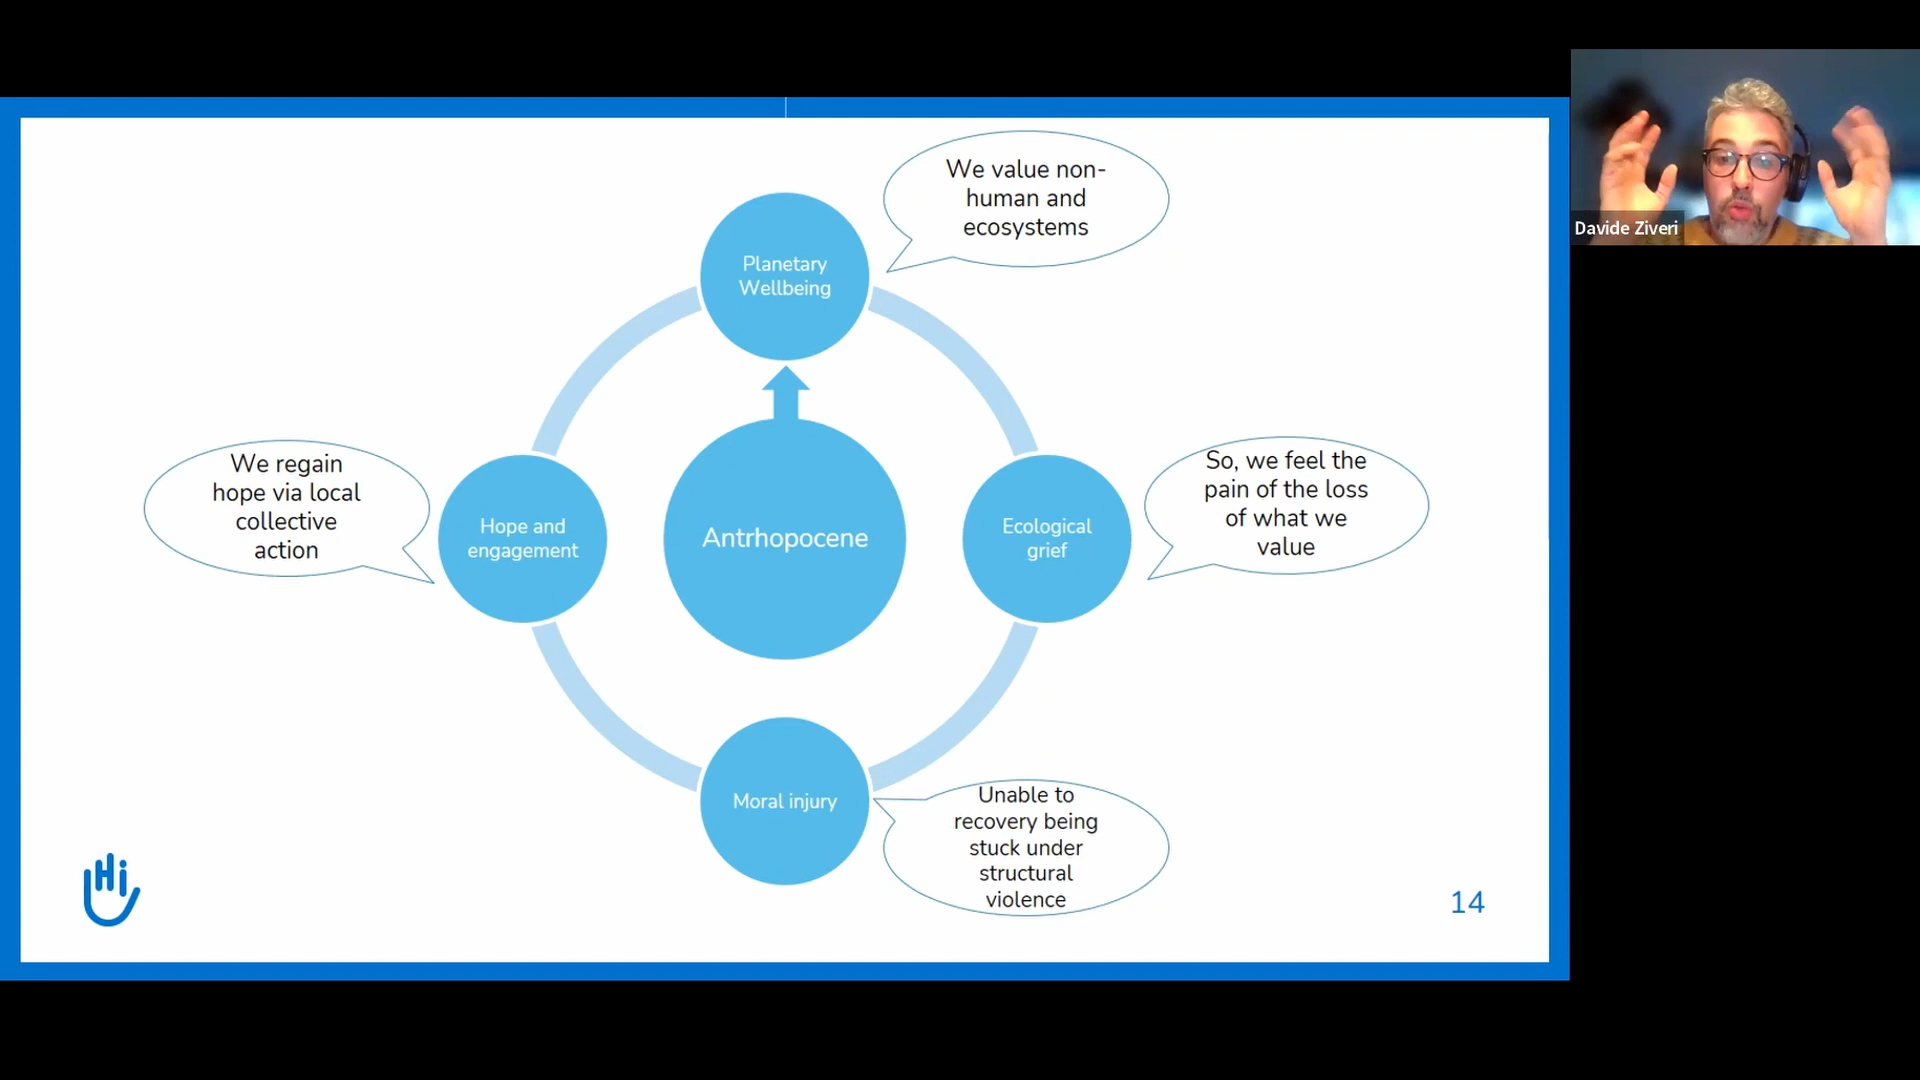 We value non-
human and
ecosystems
Planetary
Wellbeing
Davide Ziveri
We regain
hope via local
collective
action
Hope and
engagement
Antrhopocene
Ecological
grief
So, we feel the
pain of the loss
of what we
value
Moral injury
Unable to
recovery being
stuck under
structural
violence
Hi
14